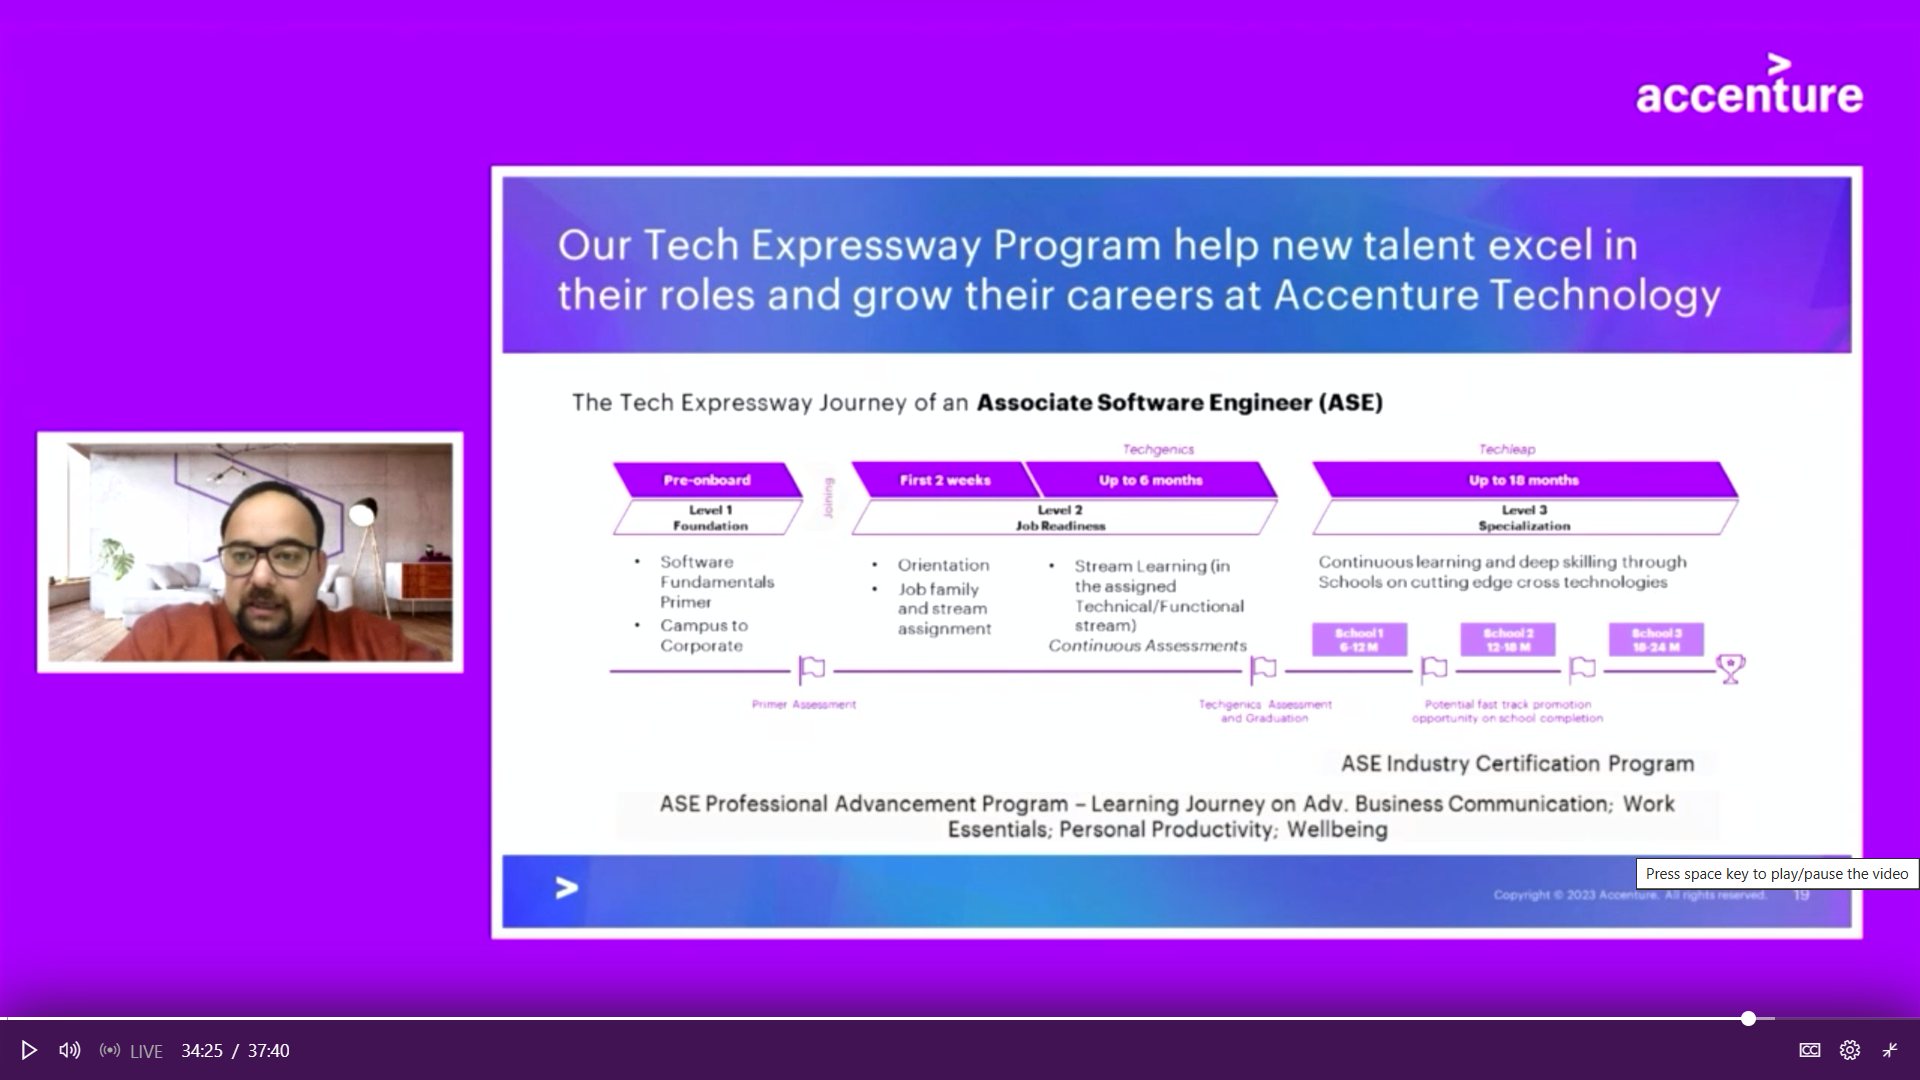 >
accenture
Our Tech Expressway Program help new talent excel in
their roles and grow their careers at Accenture Technology
The Tech Expressway Journey of an Associate Software Engineer (ASE)
Techgenics
Techleap
Pre-onboard
Joining
First 2 weeks
Up to 6 months
Up to 18 months
Level 1
Foundation
Level 2
Job Readiness
Level 3
Specialization
• Software
Fundamentals
Primer
• Campus to
Corporate
• Orientation
• Job family
and stream
assignment
• Stream Learning (in
the assigned
Technical/Functional
stream)
Continuous Assessments
Continuous learning and deep skilling through
Schools on cutting edge cross technologies
School 1
6-12 M
School 2
12-18 M
School 3
18-24 M
Primer Assessment
Techgenics Assessment
and Graduation
Potential fast track promotion
opportunity on school completion
ASE Industry Certification Program
ASE Professional Advancement Program – Learning Journey on Adv. Business Communication; Work
Essentials; Personal Productivity; Wellbeing
>
Press space key to play/pause the video
Copyright © 2023 Accenture. All rights reserved. 19
LIVE 34:25 / 37:40
CC